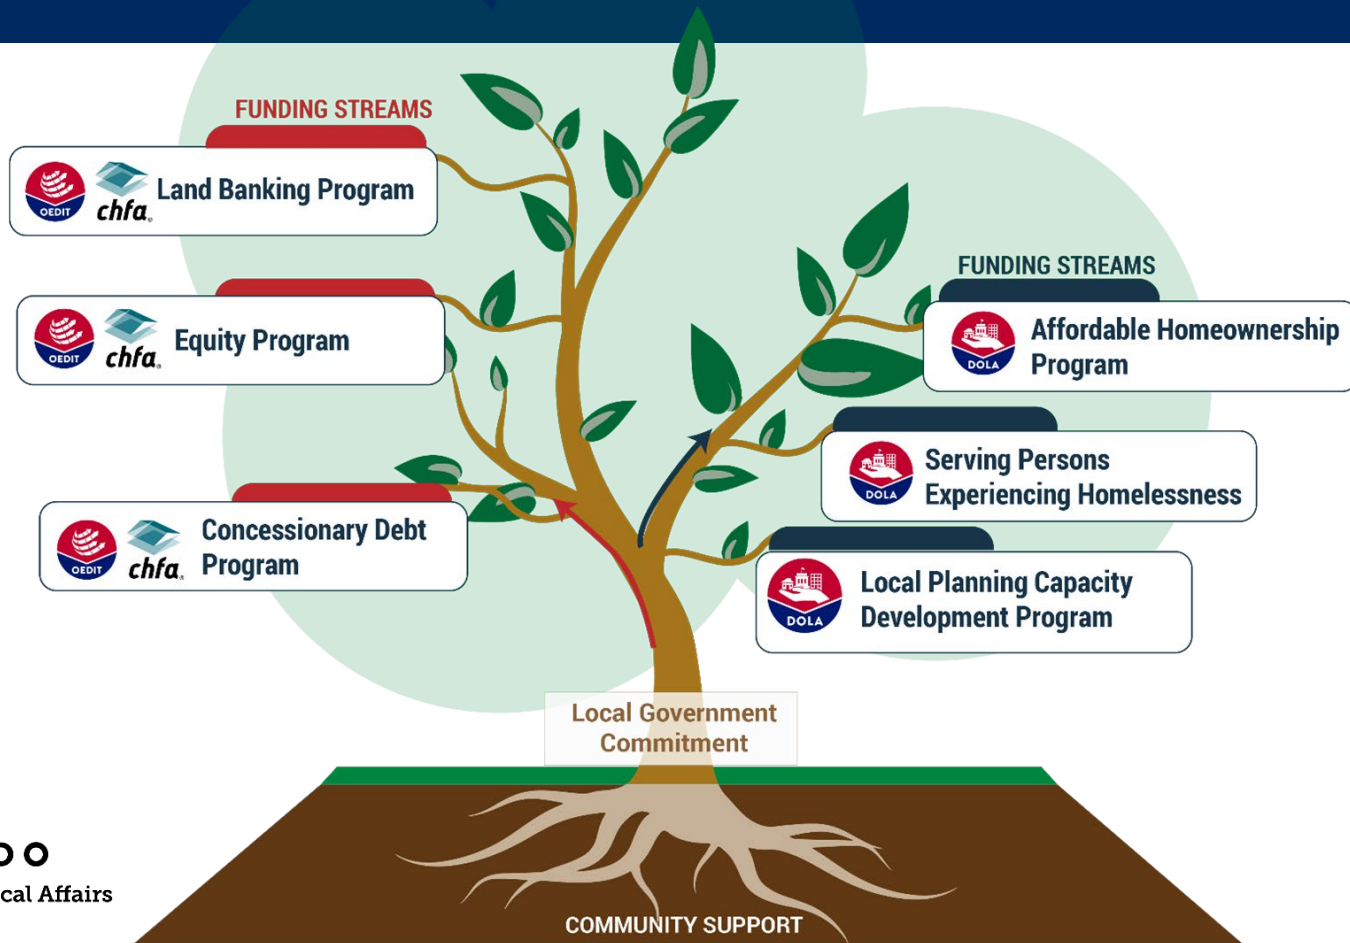 FUNDING STREAMS
OEDIT
chfa.
Land Banking Program
OEDIT
chfa.
Equity Program
OEDIT
chfa.
Concessionary Debt
Program
FUNDING STREAMS
DOLA
Affordable Homeownership
Program
DOLA
Serving Persons
Experiencing Homelessness
DOLA
Local Planning Capacity
Development Program
Local Government
Commitment
cal Affairs
COMMUNITY SUPPORT